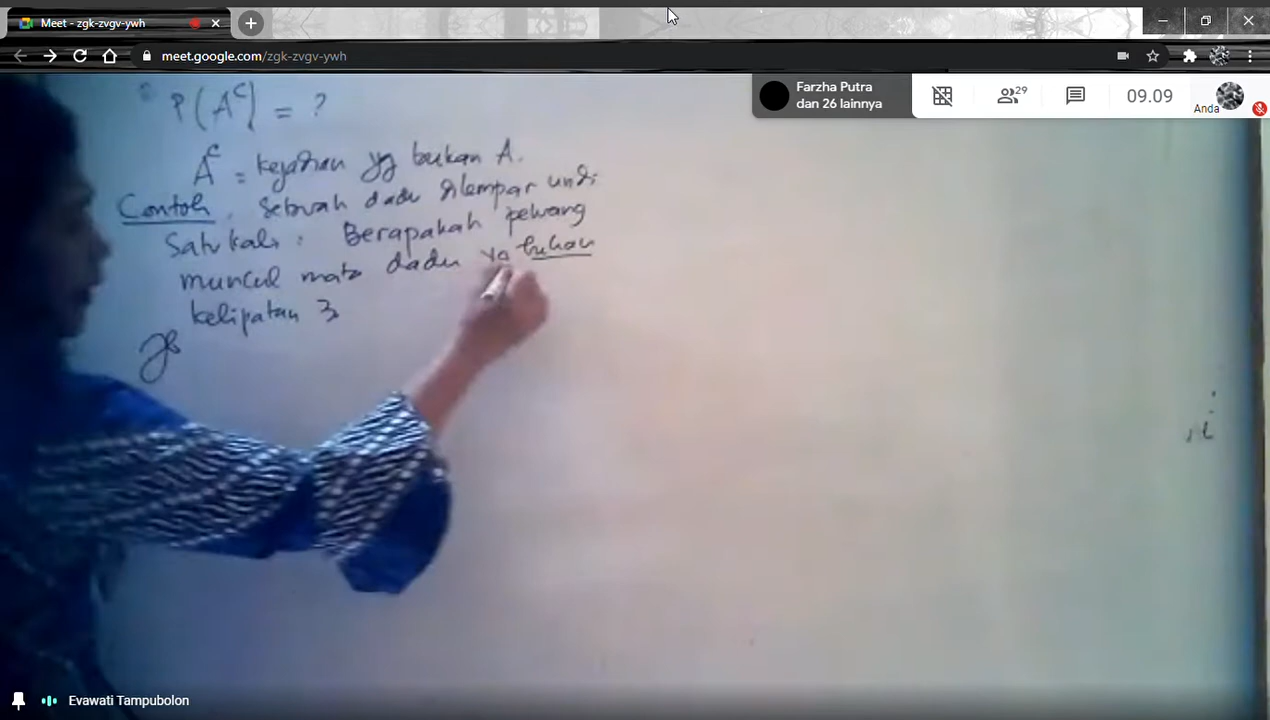 Meet - zgk-zvgv-ywh
meet.google.com/zgk-zvgv-ywh
Farzha Putra
dan 26 lainnya
29
09.09
Anda
P(A^c) = ?
A^c = kejadian yg bukan A.
Contoh. Sebuah dadu dilempar undi
satu kali. Berapakah peluang
muncul mata dadu yg bukan
kelipatan 3
Jb
Evawati Tampubolon